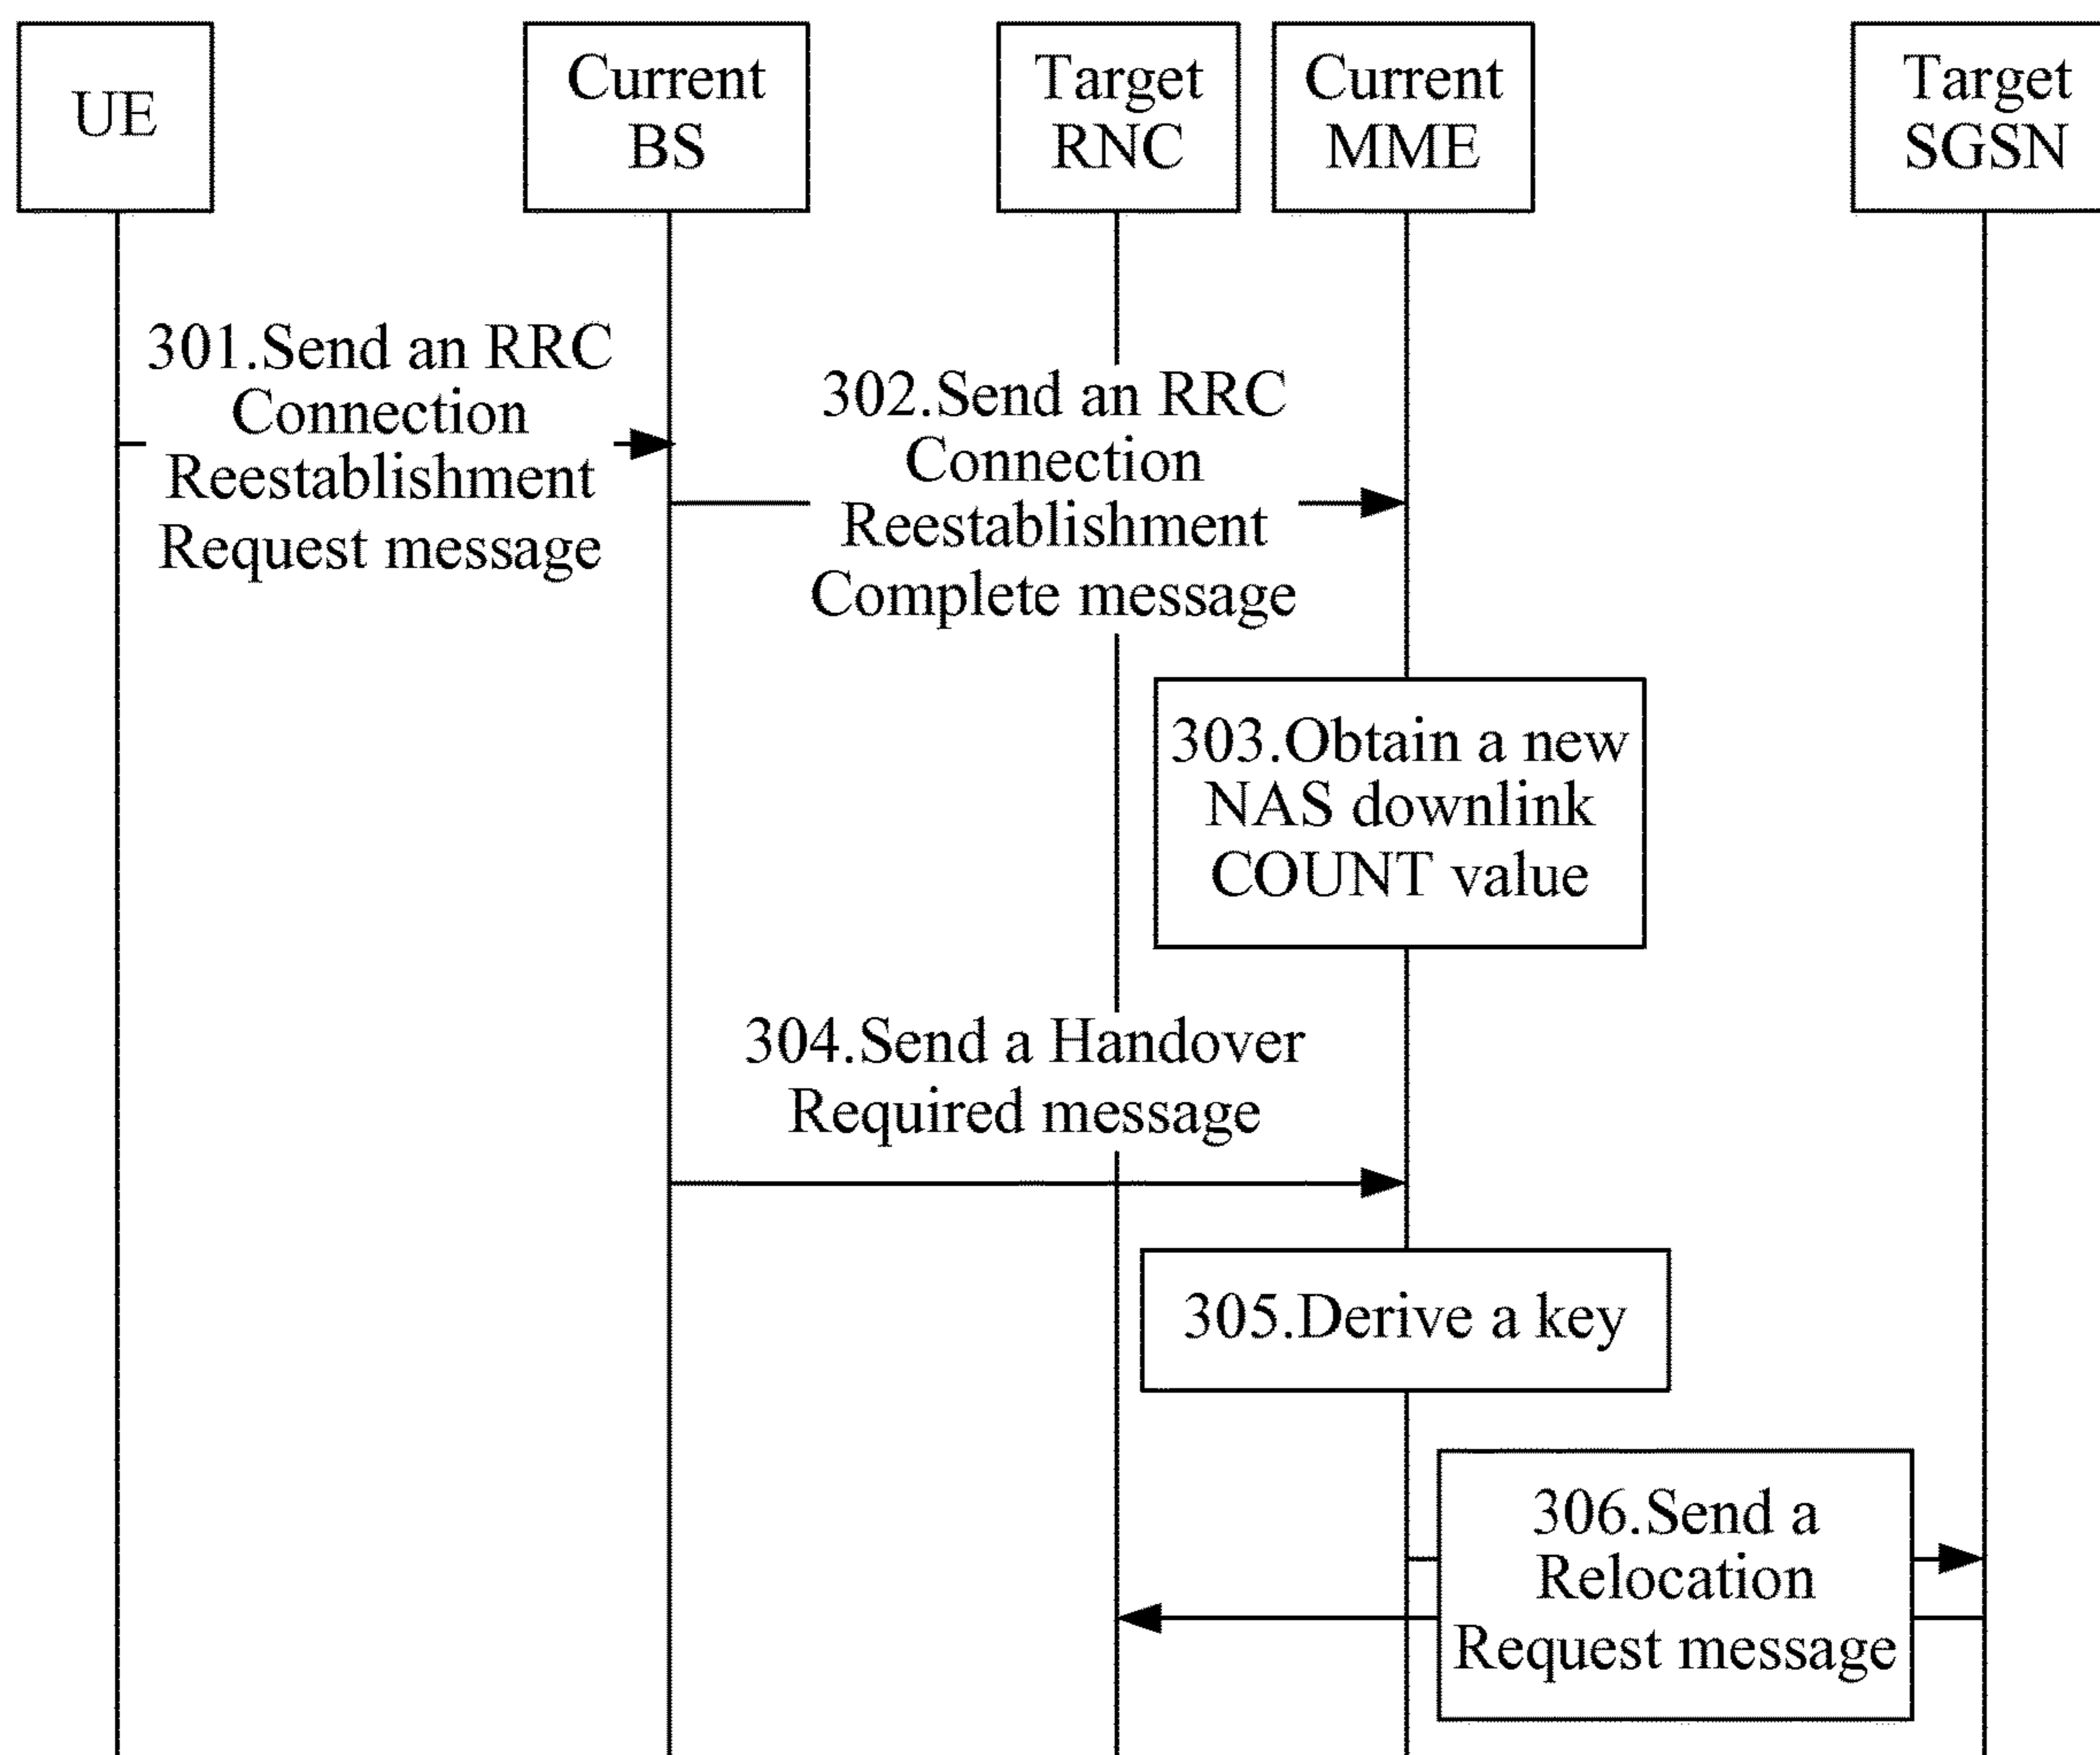 UE
Current
BS
Target
RNC
Current
MME
Target
SGSN
301.Send an RRC
Connection
Reestablishment
Request message
302.Send an RRC
Connection
Reestablishment
Complete message
303.Obtain a new
NAS downlink
COUNT value
304.Send a Handover
Required message
305.Derive a key
306.Send a
Relocation
Request message